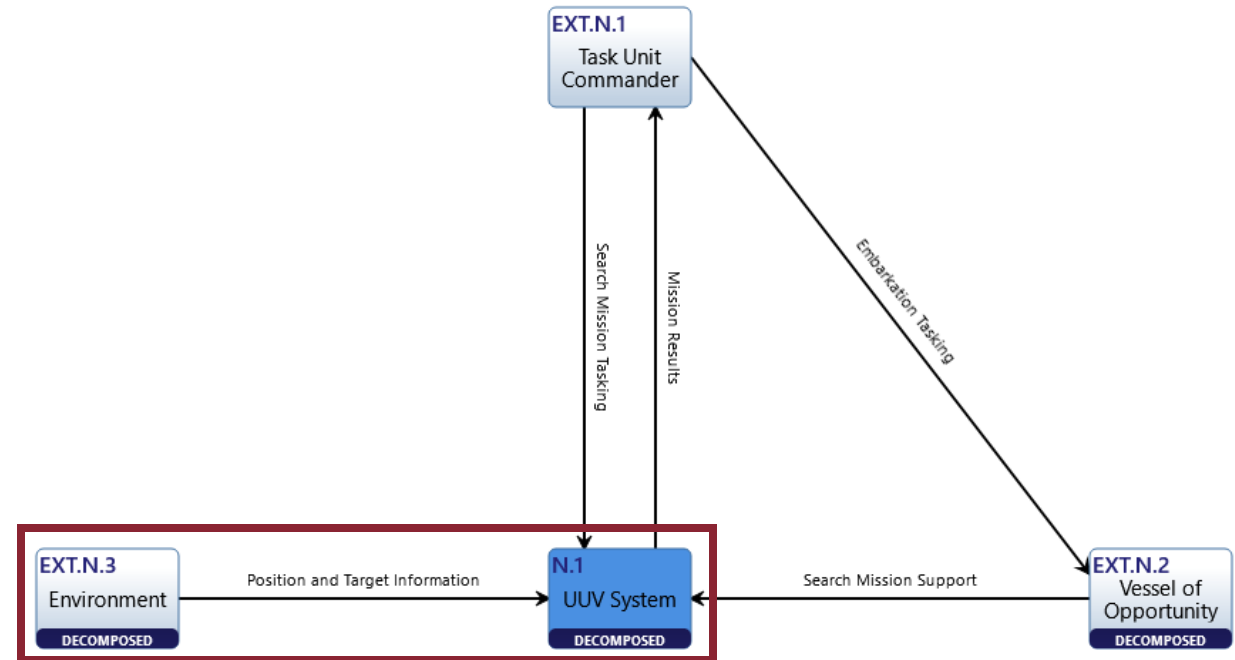 EXT.N.1
Task Unit
Commander
Search Mission Tasking
Mission Results
Embarkation Tasking
EXT.N.3
Environment
DECOMPOSED
Position and Target Information
N.1
UUV System
DECOMPOSED
Search Mission Support
EXT.N.2
Vessel of
Opportunity
DECOMPOSED